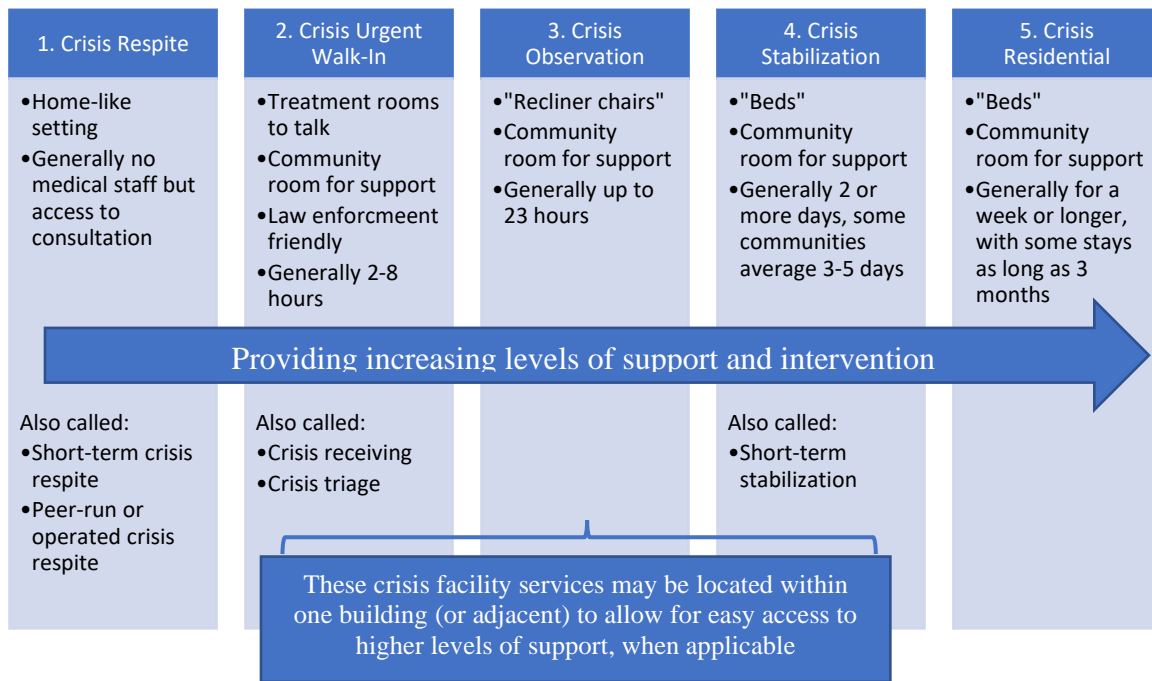 1. Crisis Respite
•Home-like
setting
•Generally no
medical staff but
access to
consultation
Also called:
•Short-term crisis
respite
•Peer-run or
operated crisis
respite
2. Crisis Urgent
Walk-In
•Treatment rooms
to talk
•Community
room for support
•Law enforcmeent
friendly
•Generally 2-8
hours
Also called:
•Crisis receiving
•Crisis triage
3. Crisis
Observation
•"Recliner chairs"
•Community
room for support
•Generally up to
23 hours
4. Crisis
Stabilization
•"Beds"
•Community
room for support
•Generally 2 or
more days, some
communities
average 3-5 days
Also called:
•Short-term
stabilization
5. Crisis
Residential
•"Beds"
•Community
room for support
•Generally for a
week or longer,
with some stays
as long as 3
months
Providing increasing levels of support and intervention
These crisis facility services may be located within
one building (or adjacent) to allow for easy access to
higher levels of support, when applicable